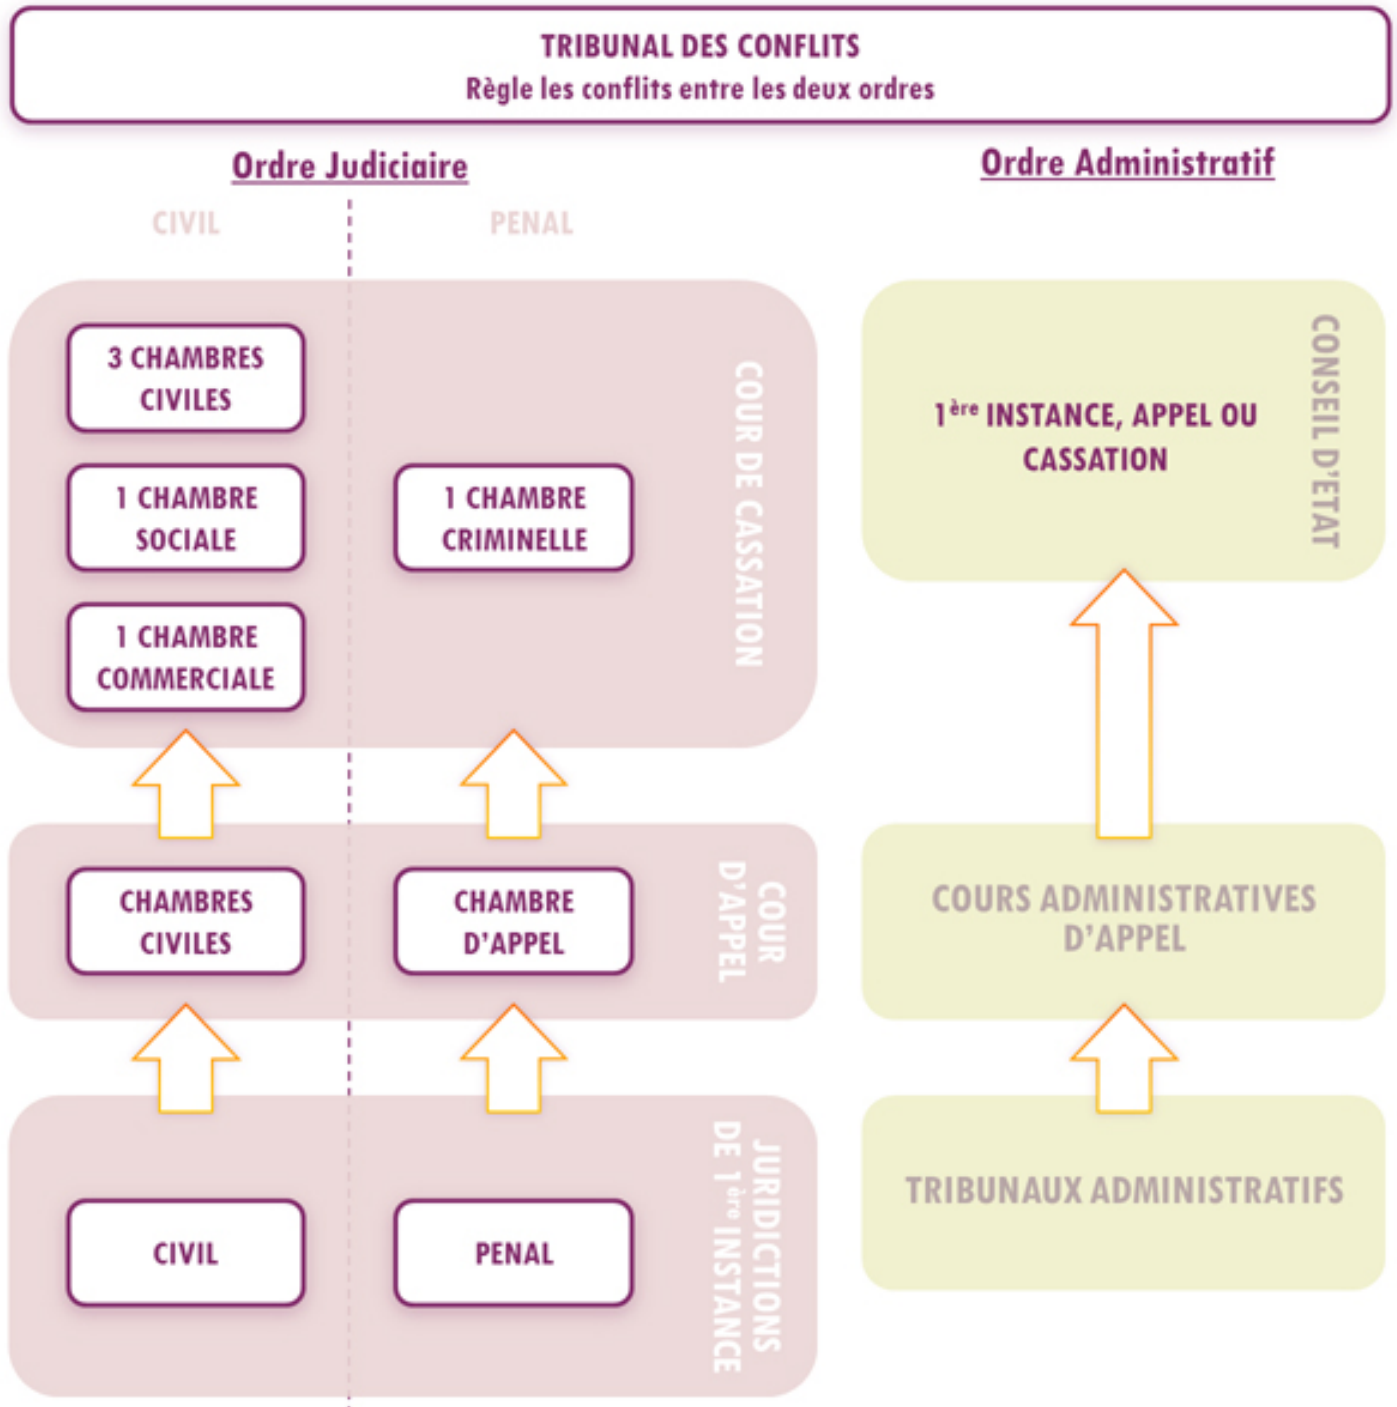 TRIBUNAL DES CONFLITS
Règle les conflits entre les deux ordres
Ordre Judiciaire
Ordre Administratif
CIVIL
PENAL
3 CHAMBRES
CIVILES
1 CHAMBRE
SOCIALE
1 CHAMBRE
COMMERCIALE
1 CHAMBRE
CRIMINELLE
COUR DE CASSATION
1ère INSTANCE, APPEL OU
CASSATION
CONSEIL D'ETAT
CHAMBRES
CIVILES
CHAMBRE
D'APPEL
COUR
D'APPEL
COURS ADMINISTRATIVES
D'APPEL
CIVIL
PENAL
JURIDICTIONS
DE 1ère INSTANCE
TRIBUNAUX ADMINISTRATIFS